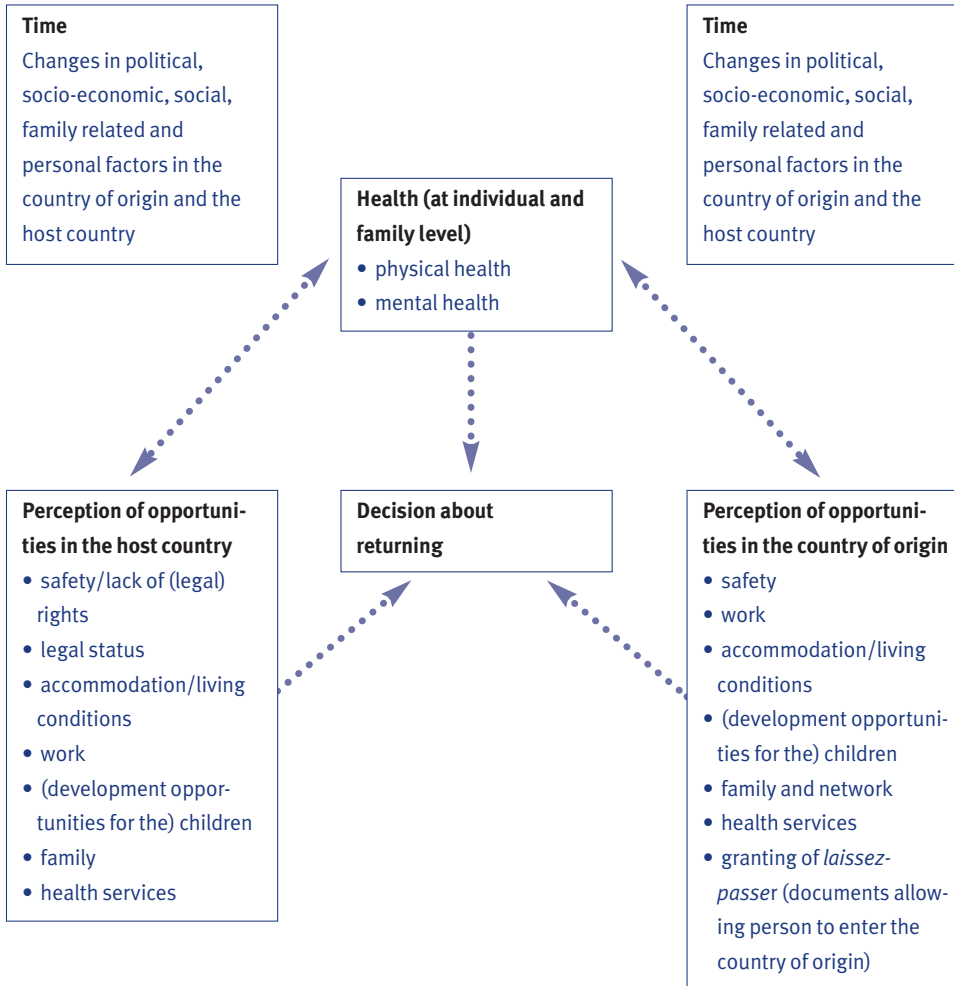 Time
Changes in political,
socio-economic, social,
family related and
personal factors in the
country of origin and the
host country
Time
Changes in political,
socio-economic, social,
family related and
personal factors in the
country of origin and the
host country
Health (at individual and
family level)
• physical health
• mental health
Perception of opportuni-
ties in the host country
• safety/lack of (legal)
rights
• legal status
• accommodation/living
conditions
• work
• (development oppor-
tunities for the) children
• family
• health services
Decision about
returning
Perception of opportuni-
ties in the country of origin
• safety
• work
• accommodation/living
conditions
• (development opportuni-
ties for the) children
• family and network
• health services
• granting of laissez-
passer (documents allow-
ing person to enter the
country of origin)